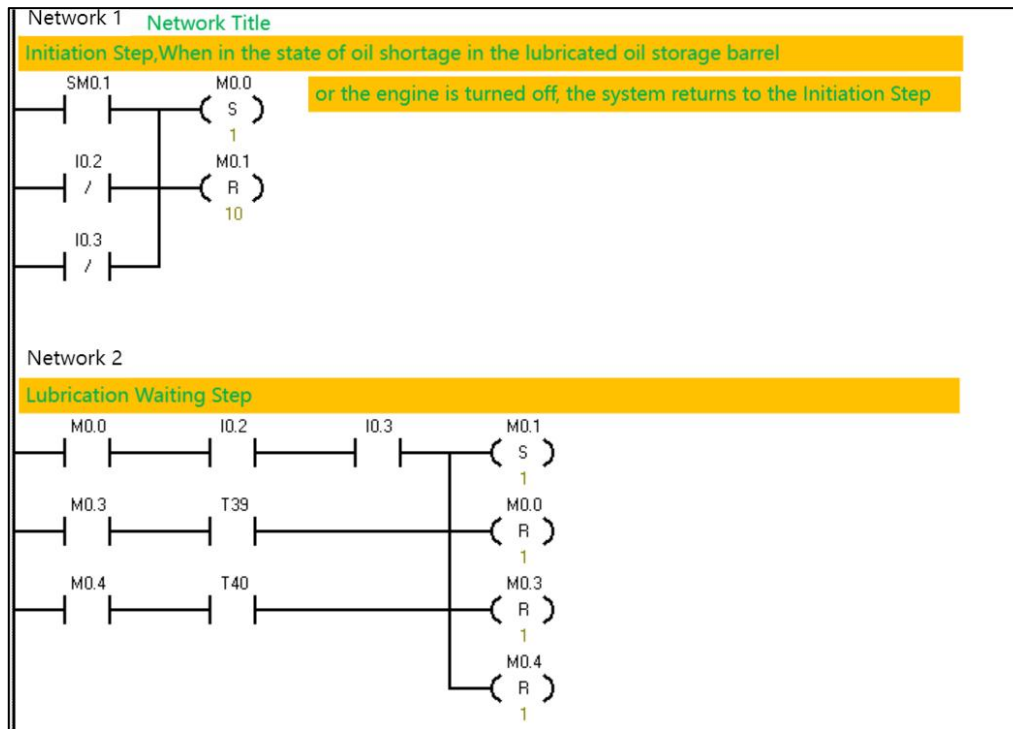 Network 1 Network Title
Initiation Step,When in the state of oil shortage in the lubricated oil storage barrel
or the engine is turned off, the system returns to the Initiation Step
SM0.1 M0.0
S
1
I0.2 M0.1
/ R
10
I0.3
/
Network 2
Lubrication Waiting Step
M0.0 I0.2 I0.3 M0.1
S
1
M0.3 T39 M0.0
R
1
M0.4 T40 M0.3
R
1
M0.4
R
1